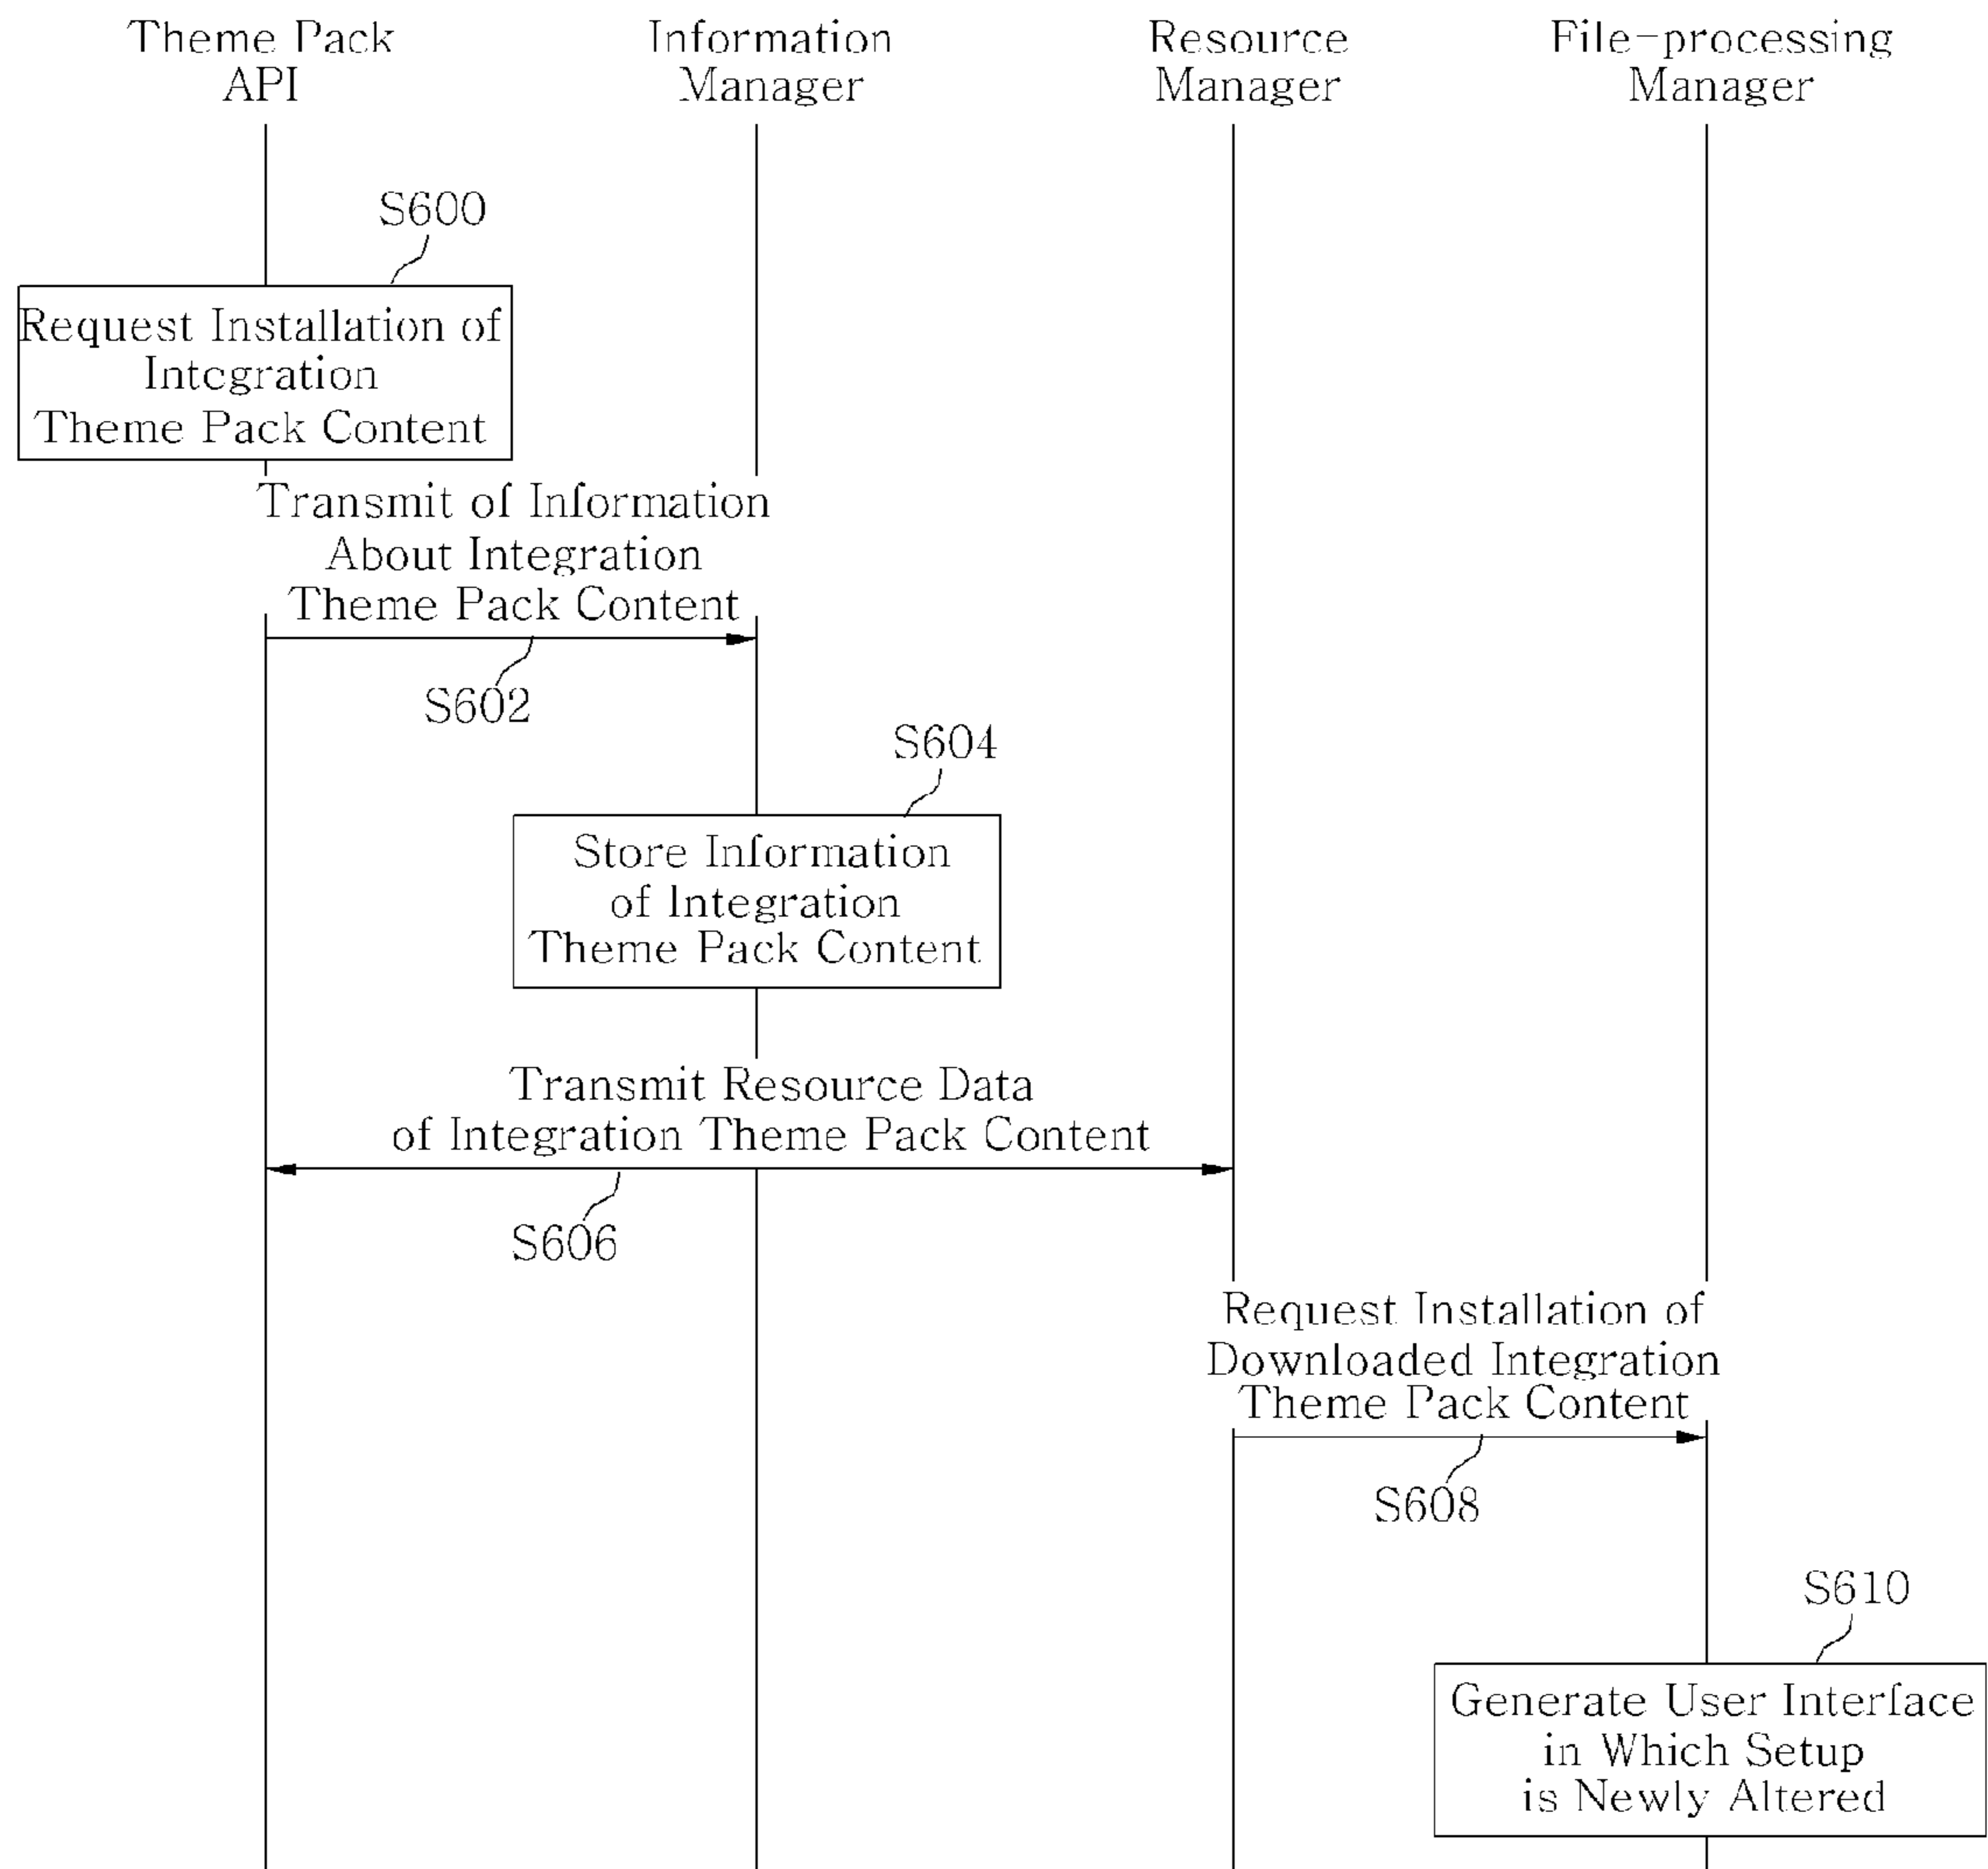 Theme Pack
API
Information
Manager
Resource
Manager
File-processing
Manager
S600
Request Installation of
Integration
Theme Pack Content
Transmit of Information
About Integration
Theme Pack Content
S602
S604
Store Information
of Integration
Theme Pack Content
Transmit Resource Data
of Integration Theme Pack Content
S606
Request Installation of
Downloaded Integration
Theme Pack Content
S608
S610
Generate User Interface
in Which Setup
is Newly Altered